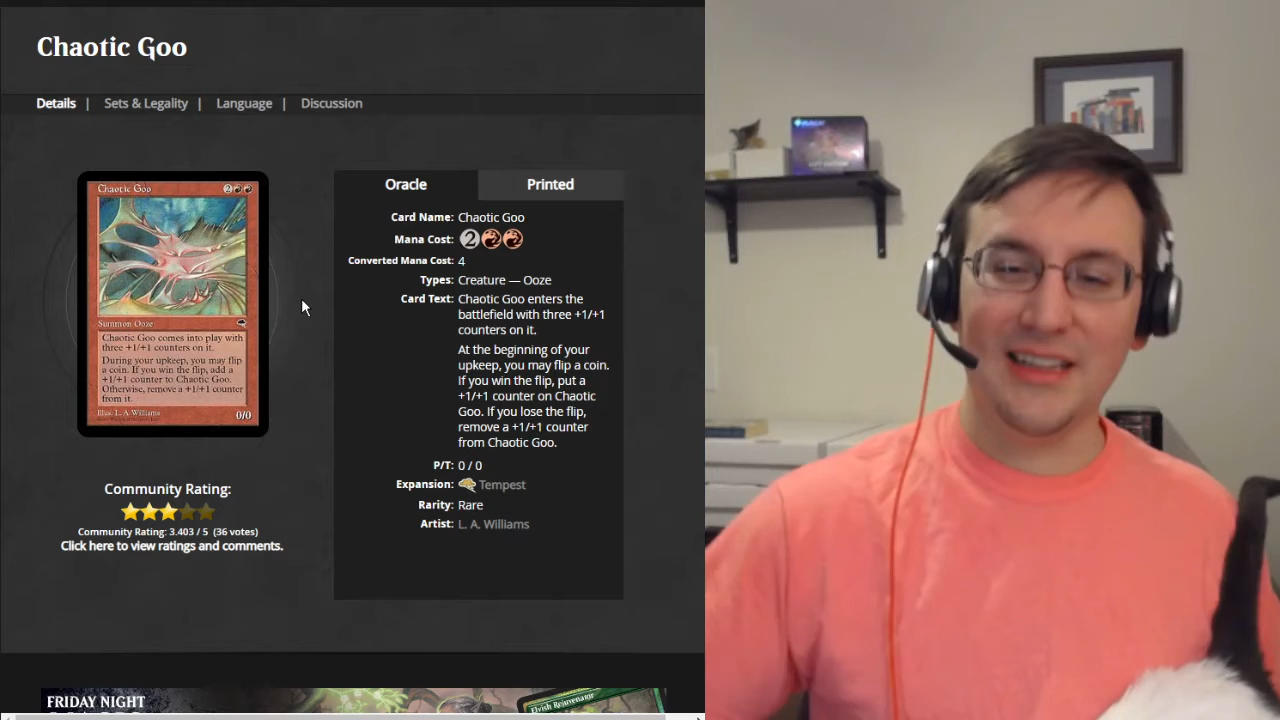 Chaotic Goo
Details | Sets & Legality | Language | Discussion
Chaotic Goo 2
Summon Ooze
Chaotic Goo comes into play with
three +1/+1 counters on it.
During your upkeep, you may flip
a coin. If you win the flip, add a
+1/+1 counter to Chaotic Goo.
Otherwise, remove a +1/+1 counter
from it.
Illus. L. A. Williams
0/0
Community Rating:
Community Rating: 3.403 / 5 (36 votes)
Click here to view ratings and comments.
Oracle Printed
Card Name: Chaotic Goo
Mana Cost: 2
Converted Mana Cost: 4
Types: Creature — Ooze
Card Text: Chaotic Goo enters the
battlefield with three +1/+1
counters on it.
At the beginning of your
upkeep, you may flip a coin.
If you win the flip, put a
+1/+1 counter on Chaotic
Goo. If you lose the flip,
remove a +1/+1 counter
from Chaotic Goo.
P/T: 0 / 0
Expansion: Tempest
Rarity: Rare
Artist: L. A. Williams
FRIDAY NIGHT
Elvish Rejuvenator